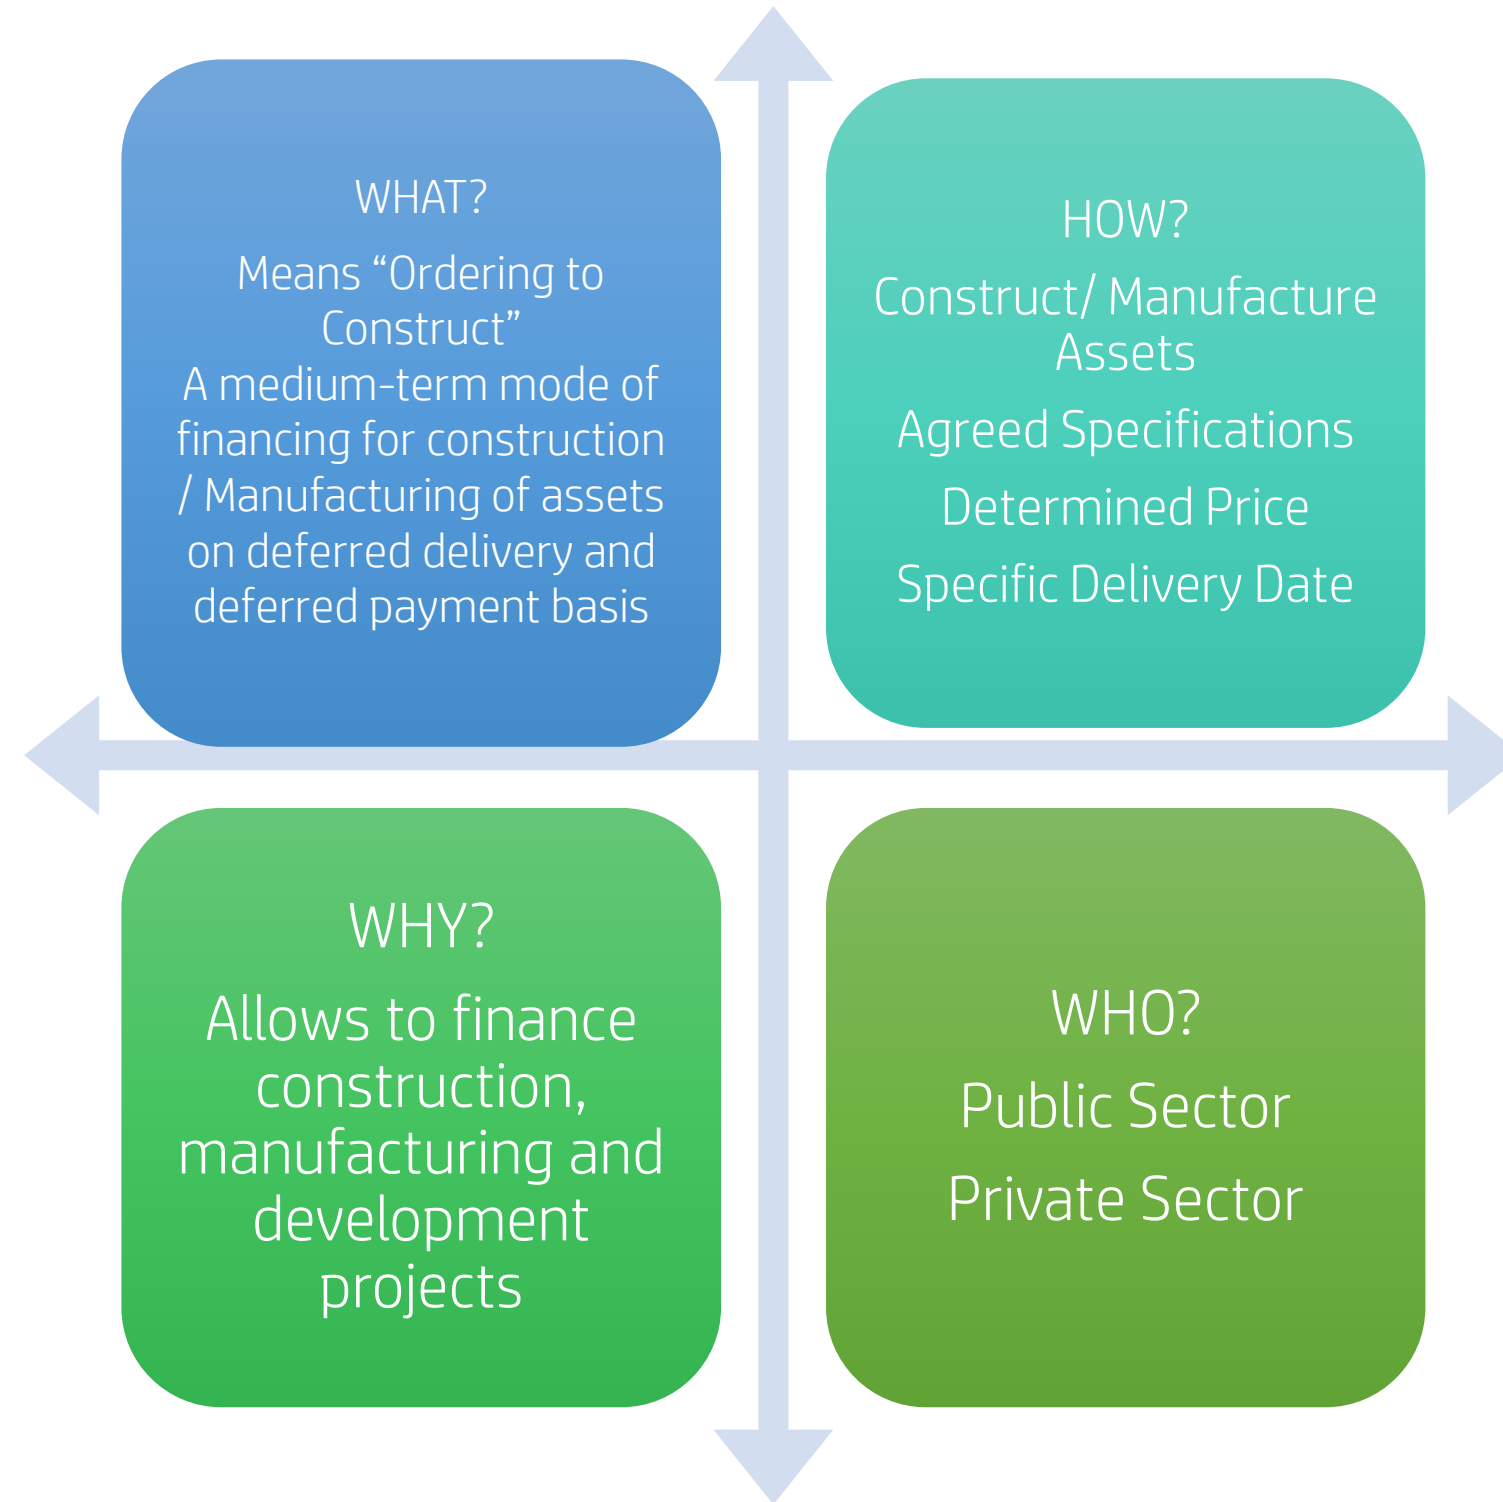 WHAT?
Means “Ordering to
Construct”
A medium-term mode of
financing for construction
/ Manufacturing of assets
on deferred delivery and
deferred payment basis
HOW?
Construct/ Manufacture
Assets
Agreed Specifications
Determined Price
Specific Delivery Date
WHY?
Allows to finance
construction,
manufacturing and
development
projects
WHO?
Public Sector
Private Sector